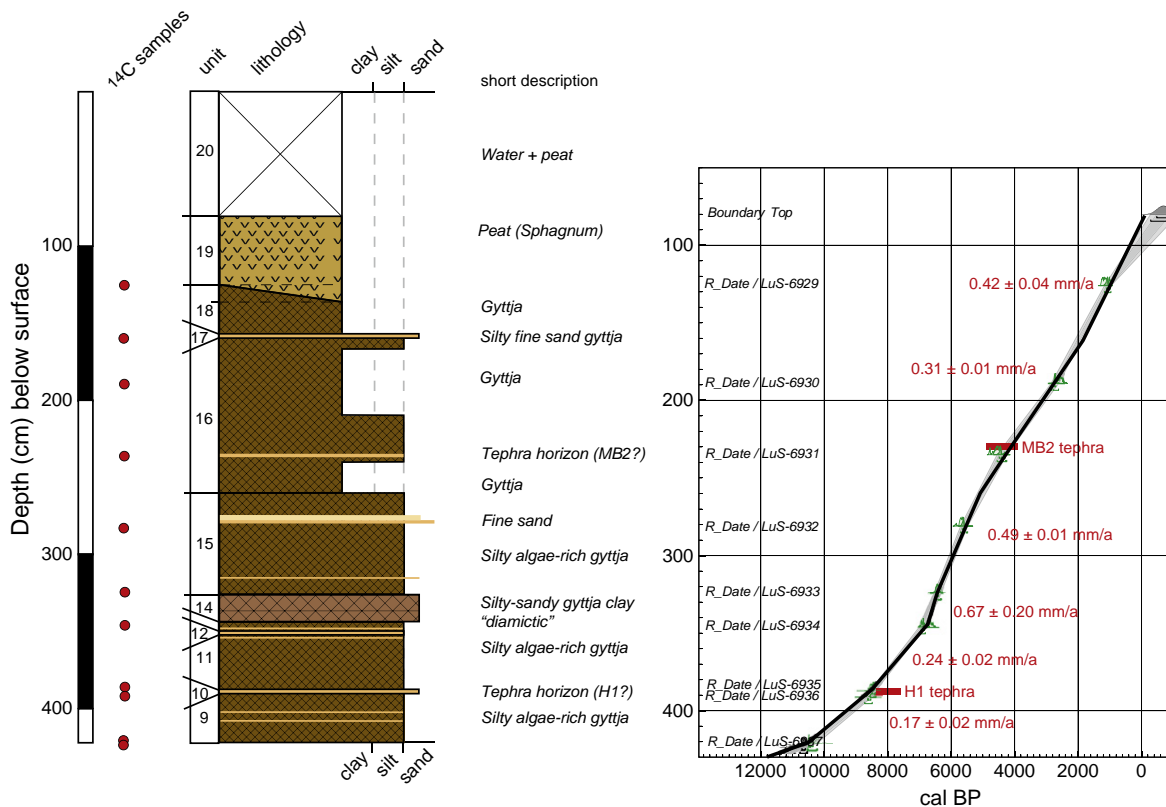 14C samples
unit
lithology
clay
silt
sand
short description
Depth (cm) below surface
100
200
300
400
20
19
18
17
16
15
14
12
11
10
9
Water + peat
Peat (Sphagnum)
Gyttja
Silty fine sand gyttja
Gyttja
Tephra horizon (MB2?)
Gyttja
Fine sand
Silty algae-rich gyttja
Silty-sandy gyttja clay
“diamictic”
Silty algae-rich gyttja
Tephra horizon (H1?)
Silty algae-rich gyttja
clay
silt
sand
100
200
300
400
Boundary Top
R_Date / LuS-6929
R_Date / LuS-6930
R_Date / LuS-6931
R_Date / LuS-6932
R_Date / LuS-6933
R_Date / LuS-6934
R_Date / LuS-6935
R_Date / LuS-6936
R_Date / LuS-6937
0.42 ± 0.04 mm/a
0.31 ± 0.01 mm/a
MB2 tephra
0.49 ± 0.01 mm/a
0.67 ± 0.20 mm/a
0.24 ± 0.02 mm/a
H1 tephra
0.17 ± 0.02 mm/a
12000 10000 8000 6000 4000 2000 0
cal BP